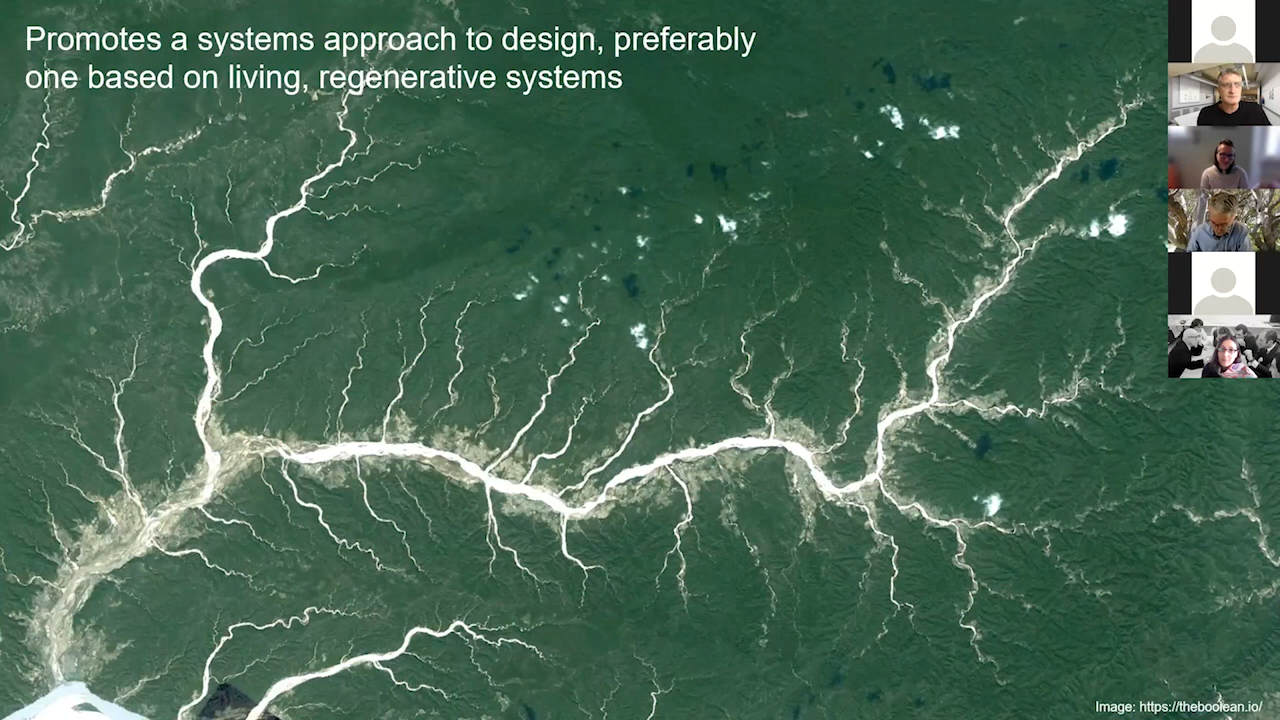 Promotes a systems approach to design, preferably
one based on living, regenerative systems
Image: https://theboolean.io/